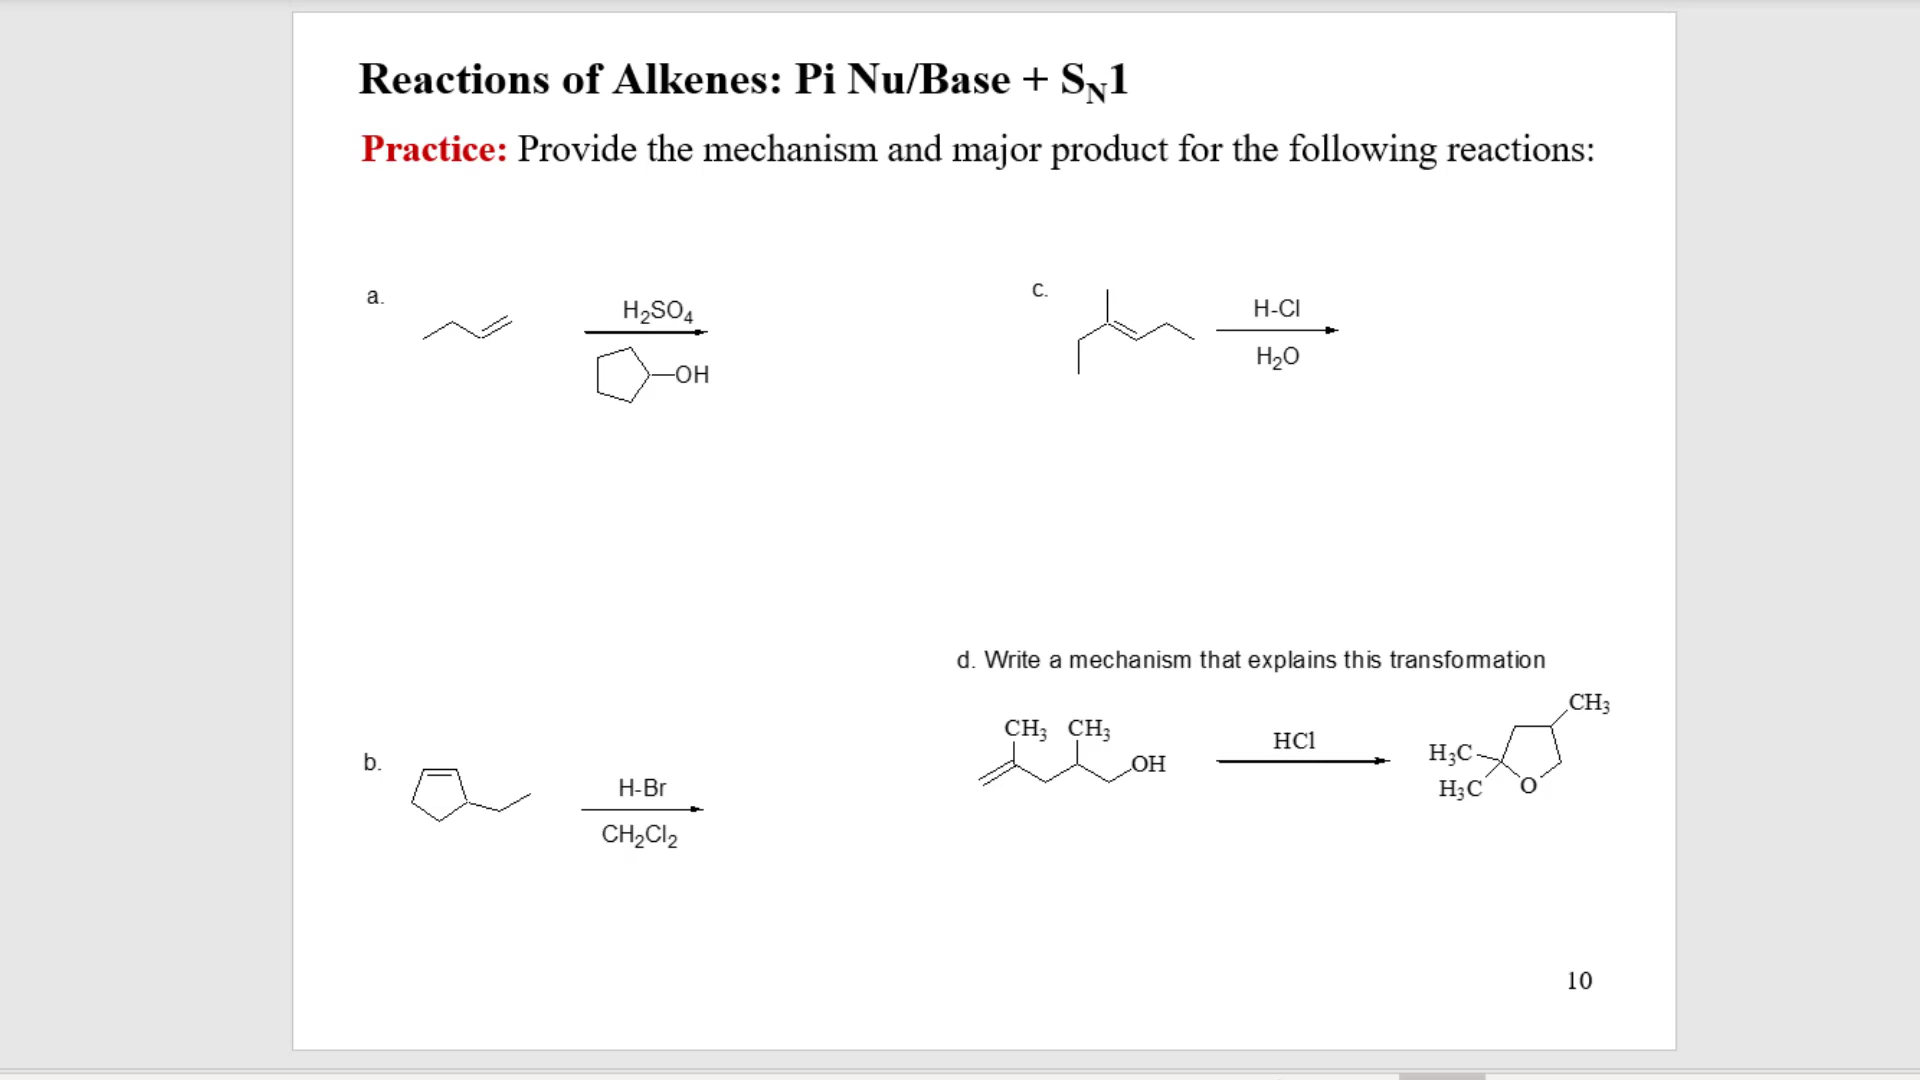 Reactions of Alkenes: Pi Nu/Base + S_N1
Practice: Provide the mechanism and major product for the following reactions:
a.
H₂SO₄
OH
c.
H-Cl
H₂O
b.
H-Br
CH₂Cl₂
d. Write a mechanism that explains this transformation
CH₃ CH₃
OH
HCl
CH₃
H₃C
H₃C
O
10